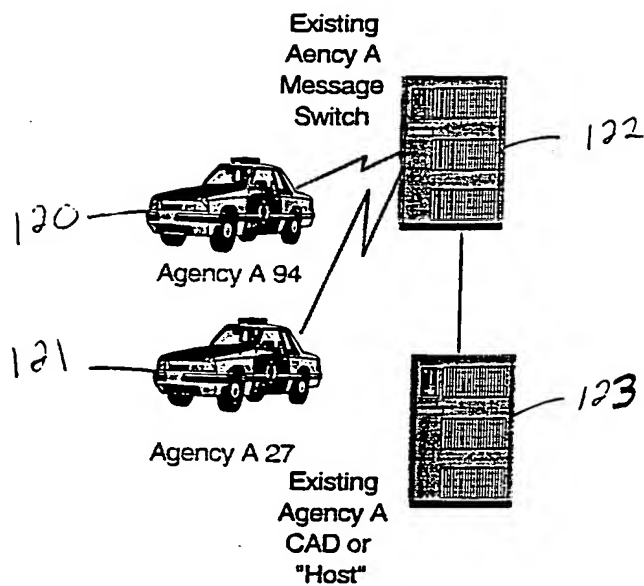 Existing
Aency A
Message
Switch
122
120
Agency A 94
121
Agency A 27
123
Existing
Agency A
CAD or
"Host"